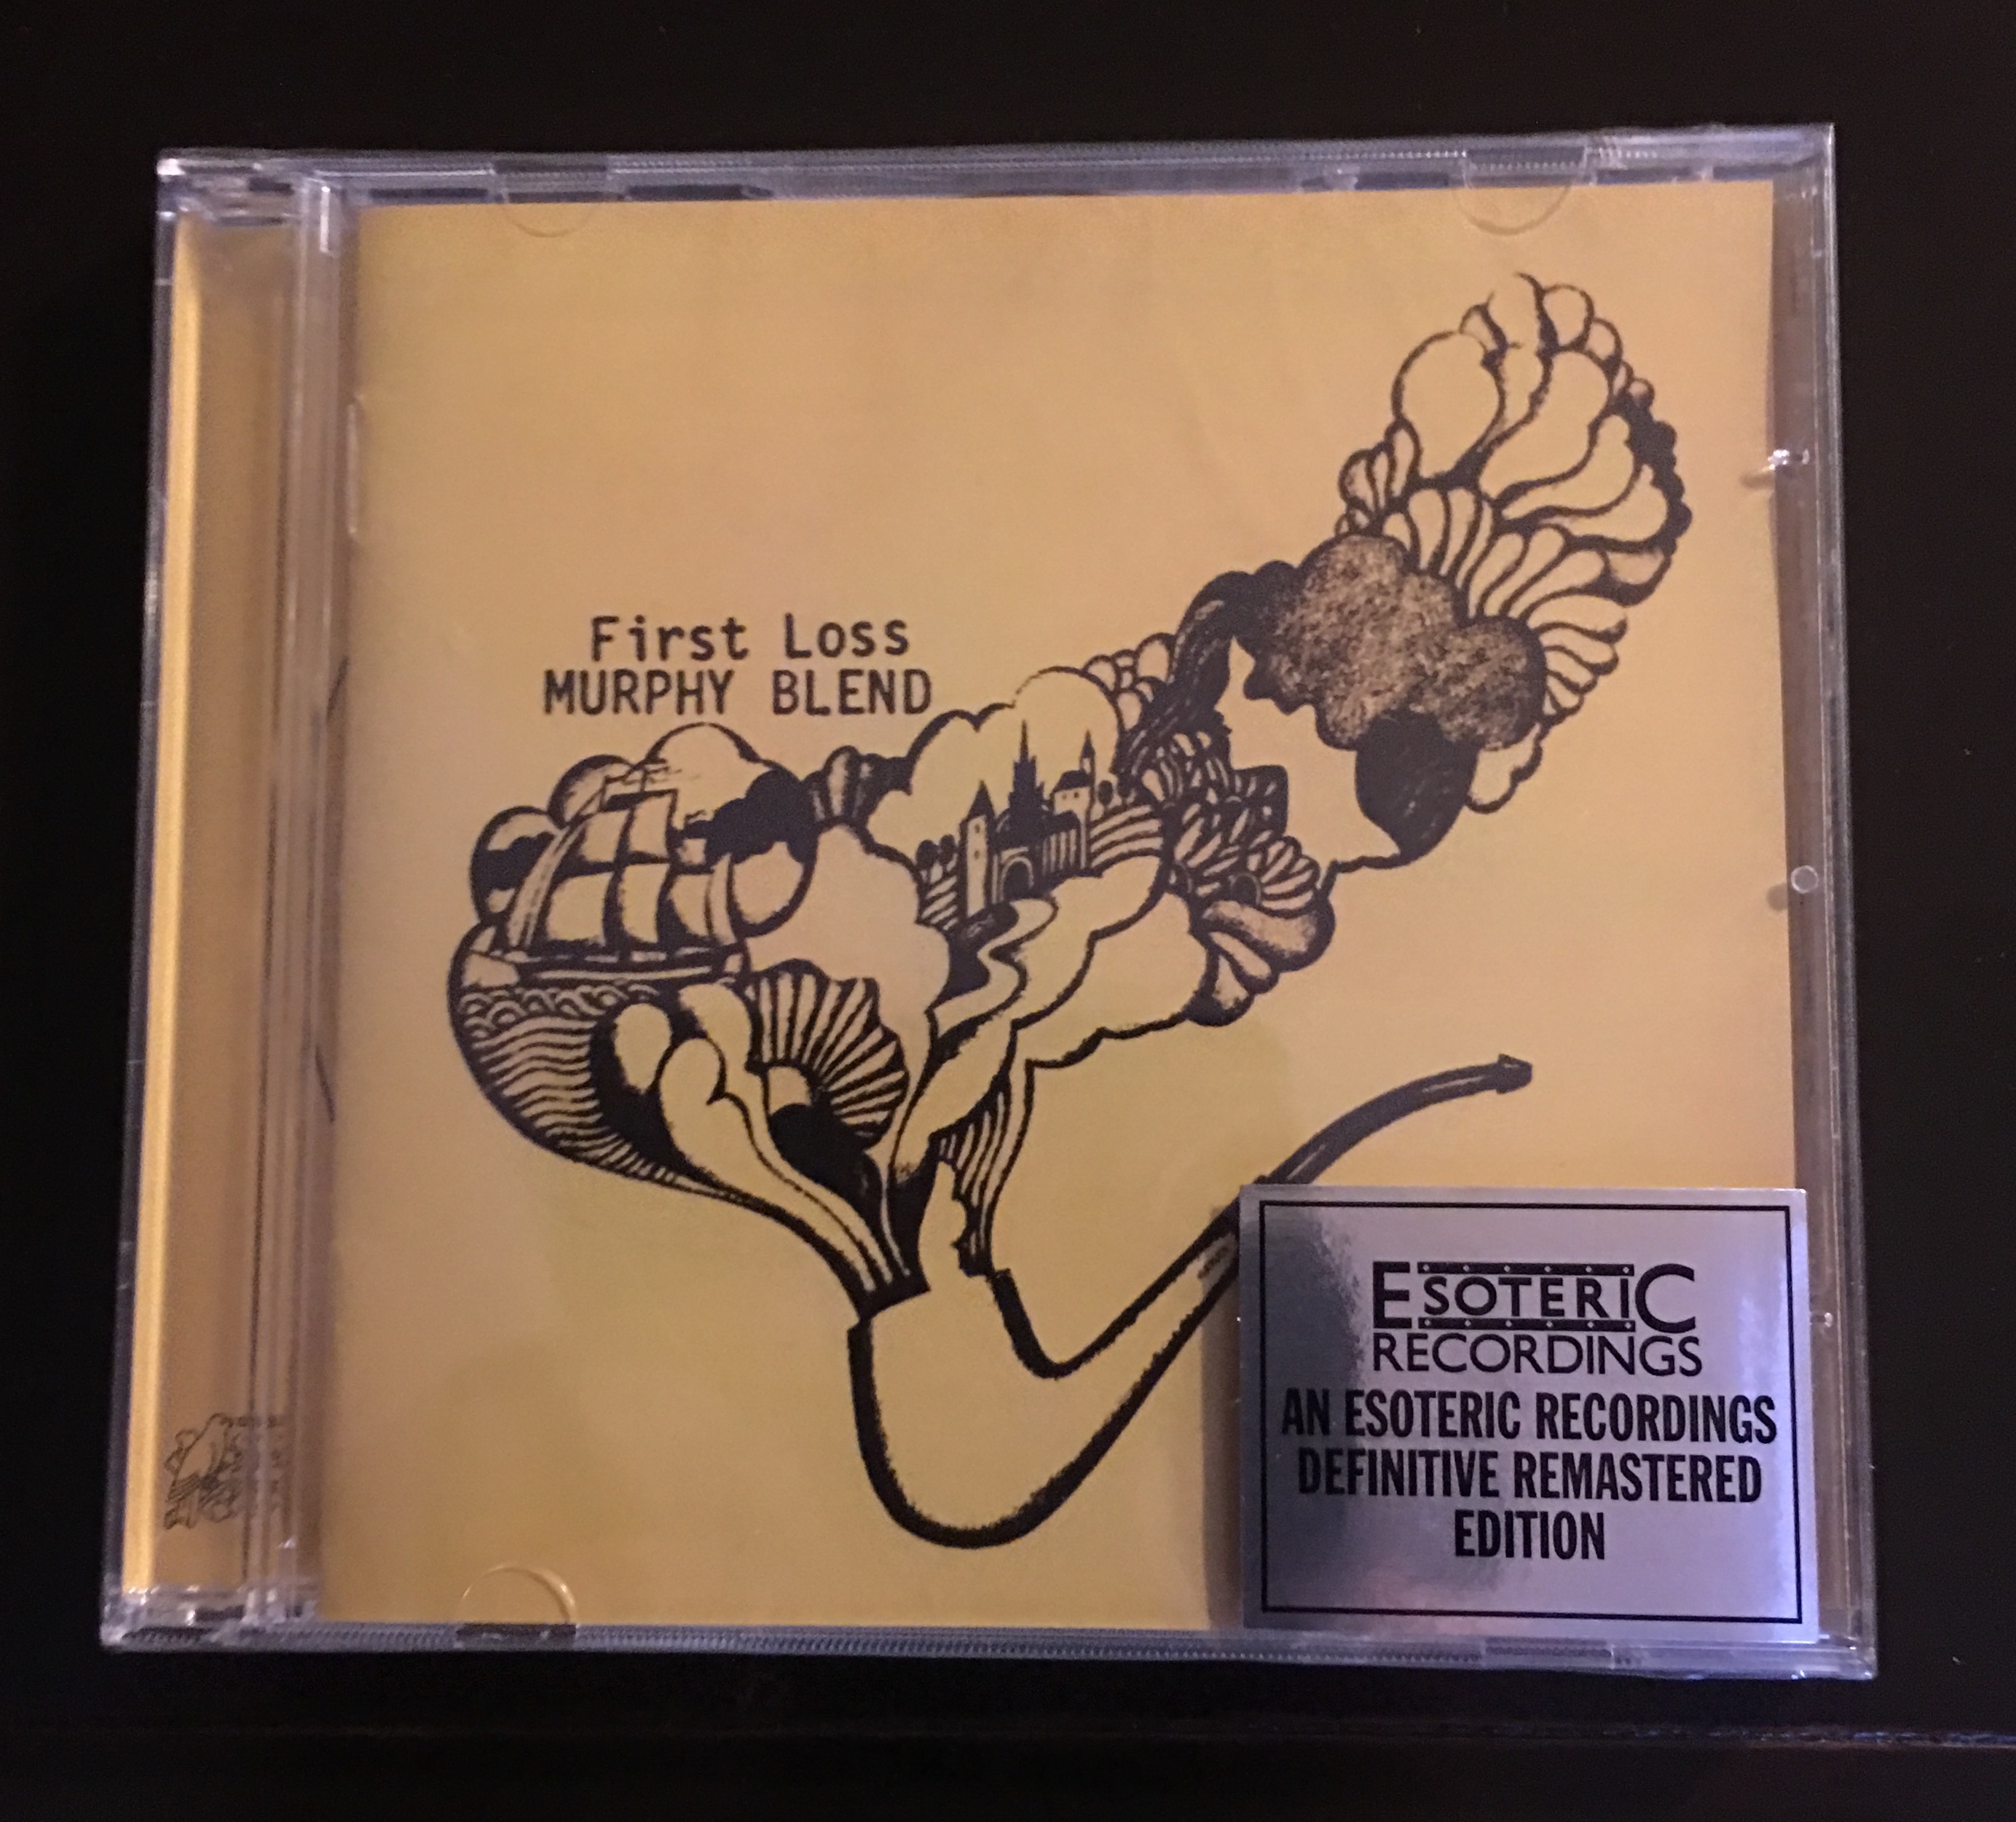 First Loss
MURPHY BLEND
ESOTERIC
RECORDINGS
AN ESOTERIC RECORDINGS
DEFINITIVE REMASTERED
EDITION